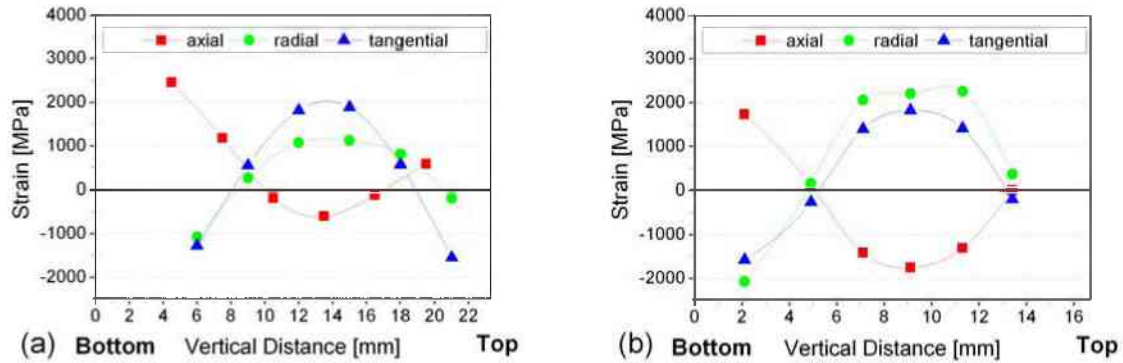 4000
3000
2000
1000
0
-1000
-2000
Strain [MPa]
axial radial tangential
0 2 4 6 8 10 12 14 16 18 20 22
(a) Bottom Vertical Distance [mm] Top
4000
3000
2000
1000
0
-1000
-2000
Strain [MPa]
axial radial tangential
0 2 4 6 8 10 12 14 16
(b) Bottom Vertical Distance [mm] Top